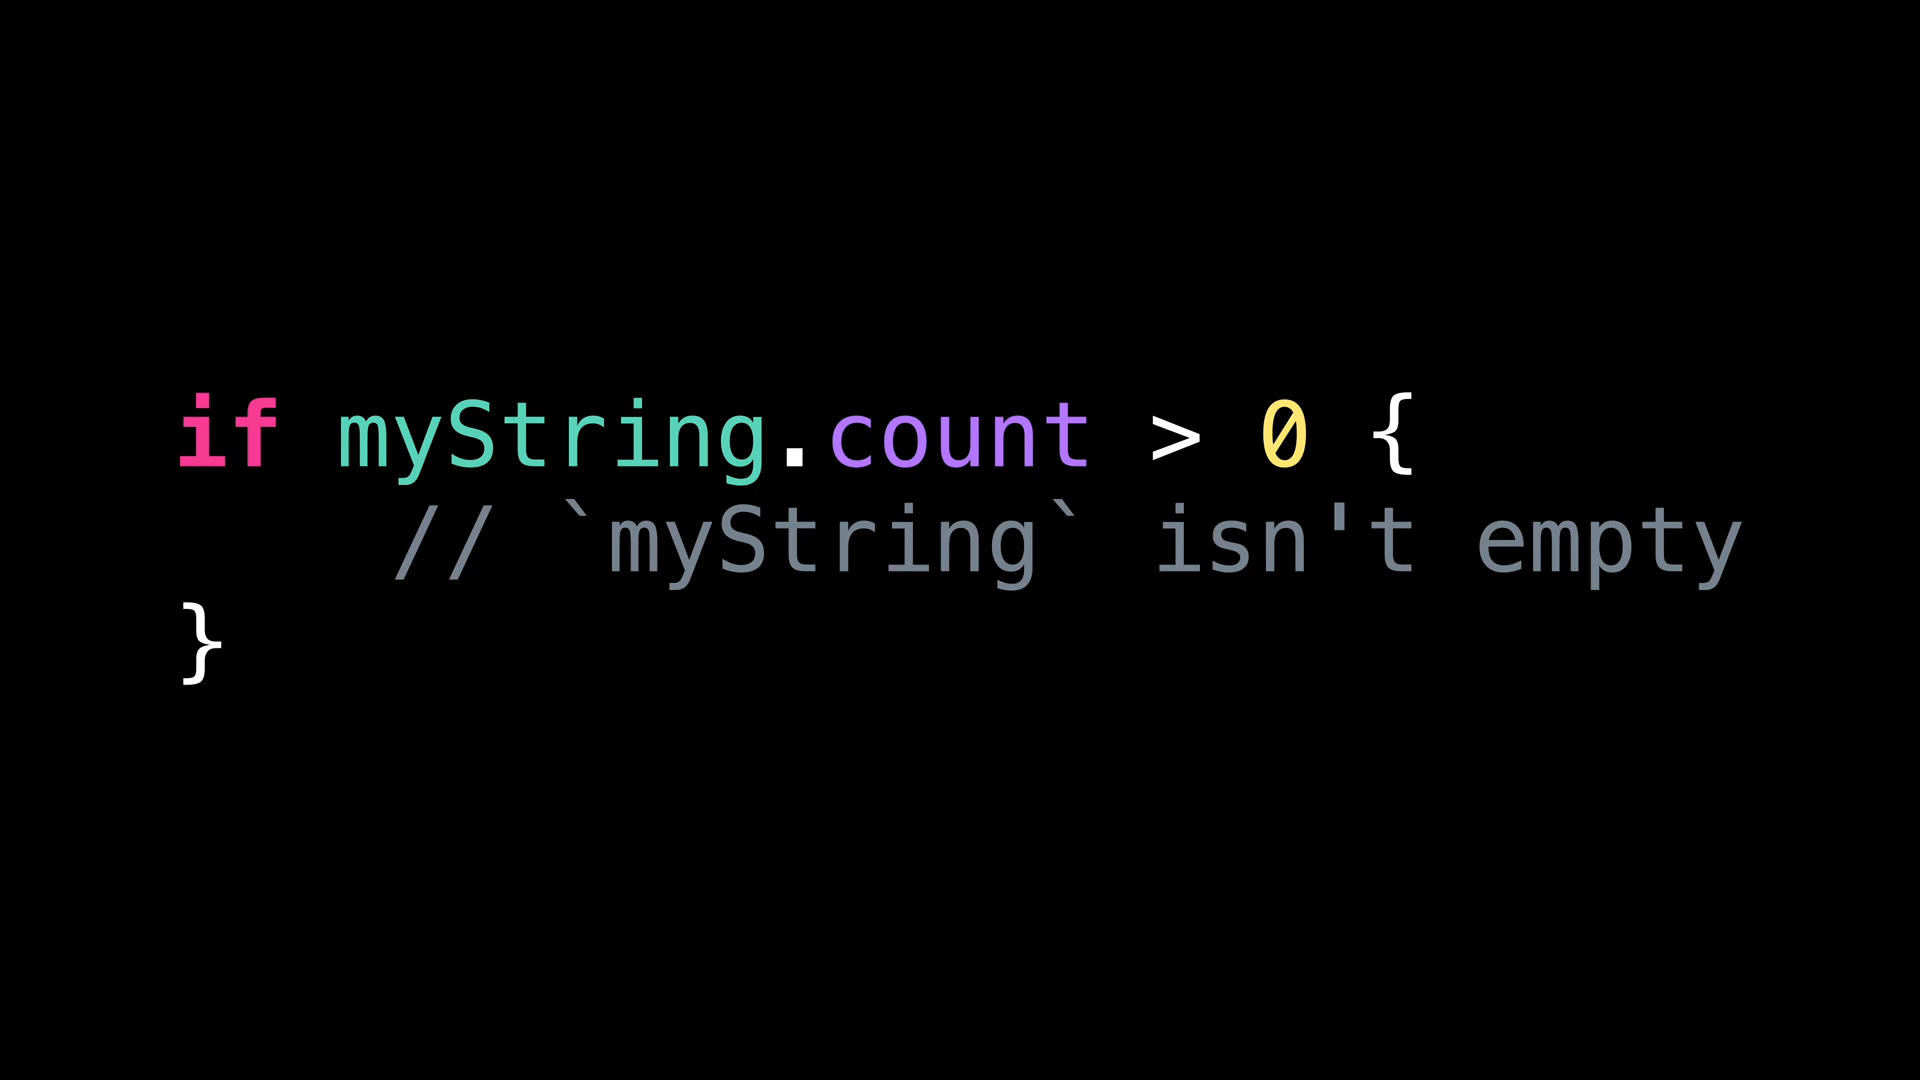 if myString.count > 0 {
    // `myString` isn't empty
}